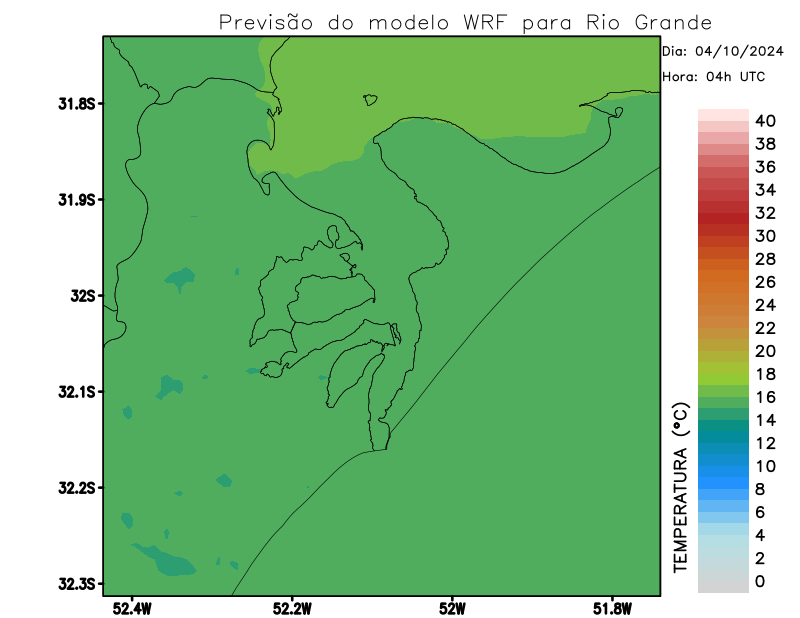 Previsão do modelo WRF para Rio Grande
Dia: 04/10/2024
Hora: 04h UTC
31.8S
31.9S
32S
32.1S
32.2S
32.3S
52.4W
52.2W
52W
51.8W
TEMPERATURA (°C)
40
38
36
34
32
30
28
26
24
22
20
18
16
14
12
10
8
6
4
2
0